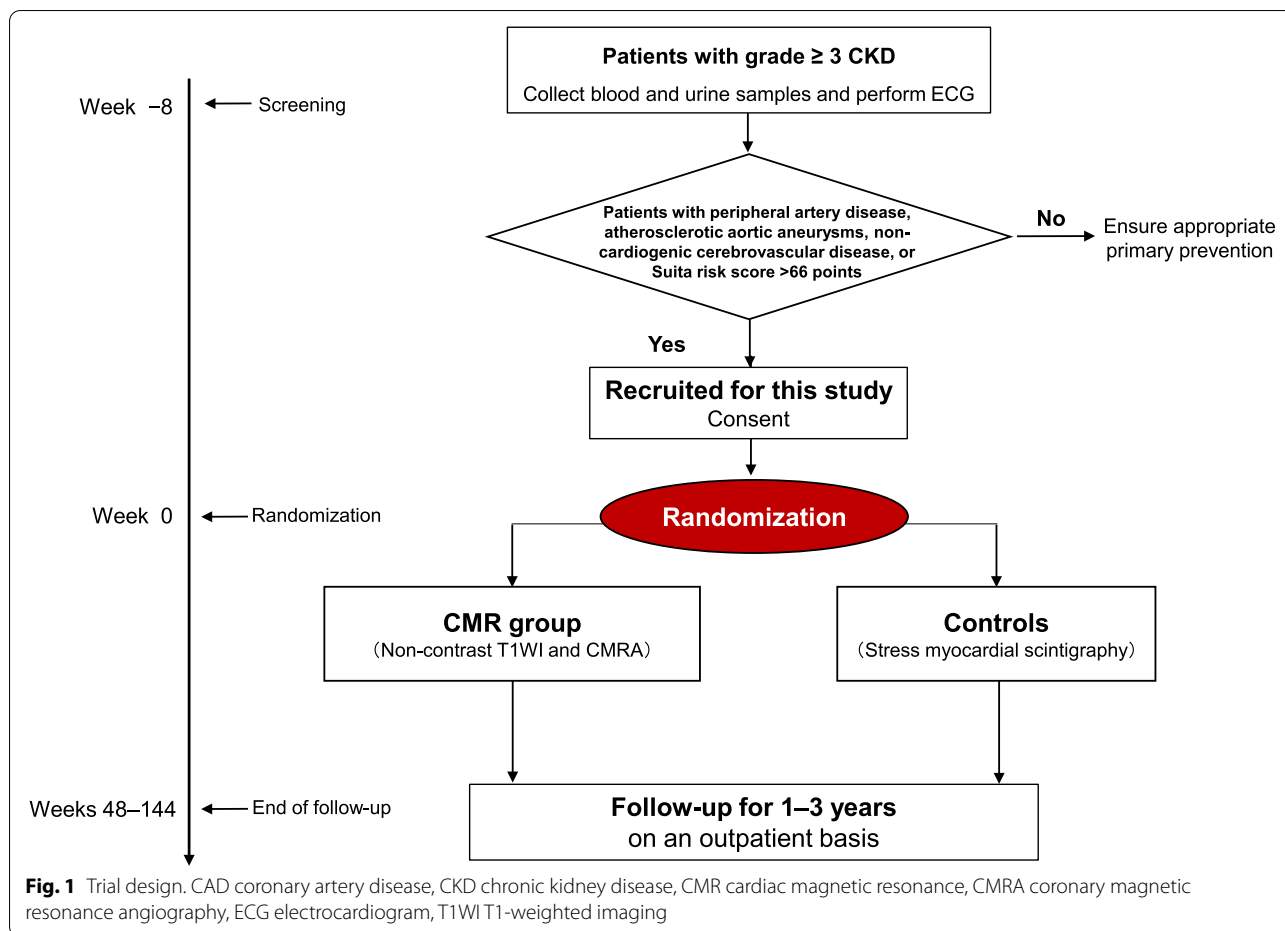 Patients with grade ≥ 3 CKD
Collect blood and urine samples and perform ECG
Week −8
Screening
Patients with peripheral artery disease,
atherosclerotic aortic aneurysms, non-
cardiogenic cerebrovascular disease, or
Suita risk score >66 points
No
Ensure appropriate
primary prevention
Yes
Recruited for this study
Consent
Week 0
Randomization
Randomization
CMR group
（Non-contrast T1WI and CMRA）
Controls
（Stress myocardial scintigraphy）
Weeks 48–144
End of follow-up
Follow-up for 1–3 years
on an outpatient basis
Fig. 1 Trial design. CAD coronary artery disease, CKD chronic kidney disease, CMR cardiac magnetic resonance, CMRA coronary magnetic
resonance angiography, ECG electrocardiogram, T1WI T1-weighted imaging